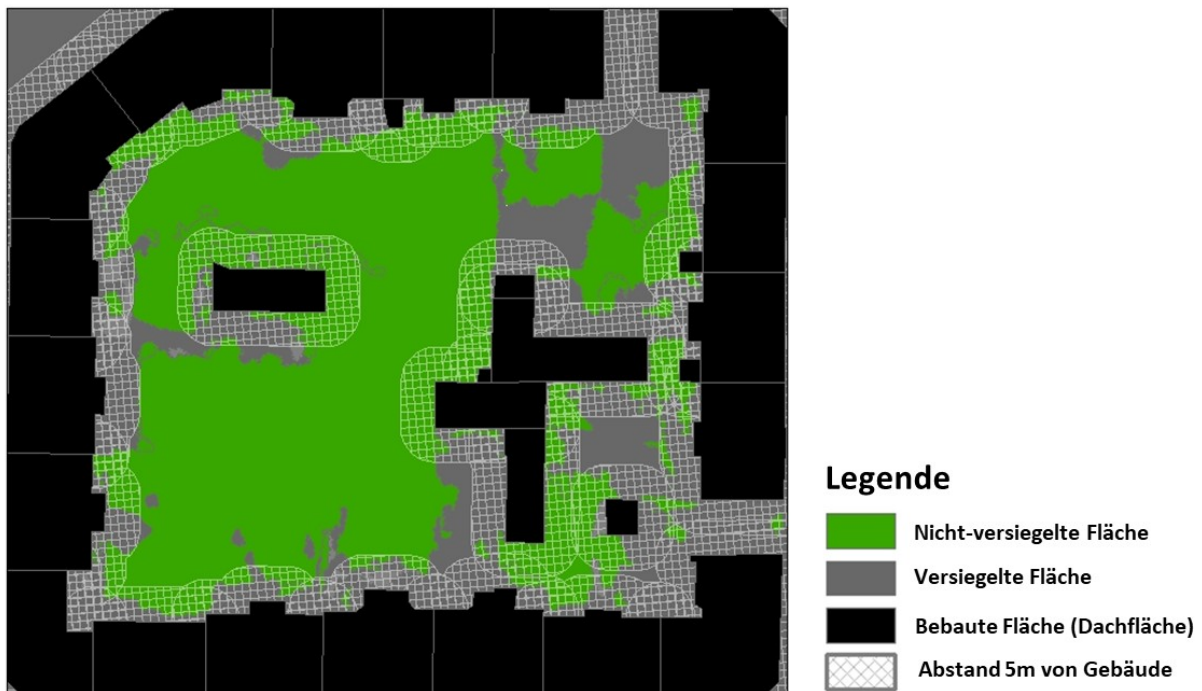 Legende
Nicht-versiegelte Fläche
Versiegelte Fläche
Bebaute Fläche (Dachfläche)
Abstand 5m von Gebäude